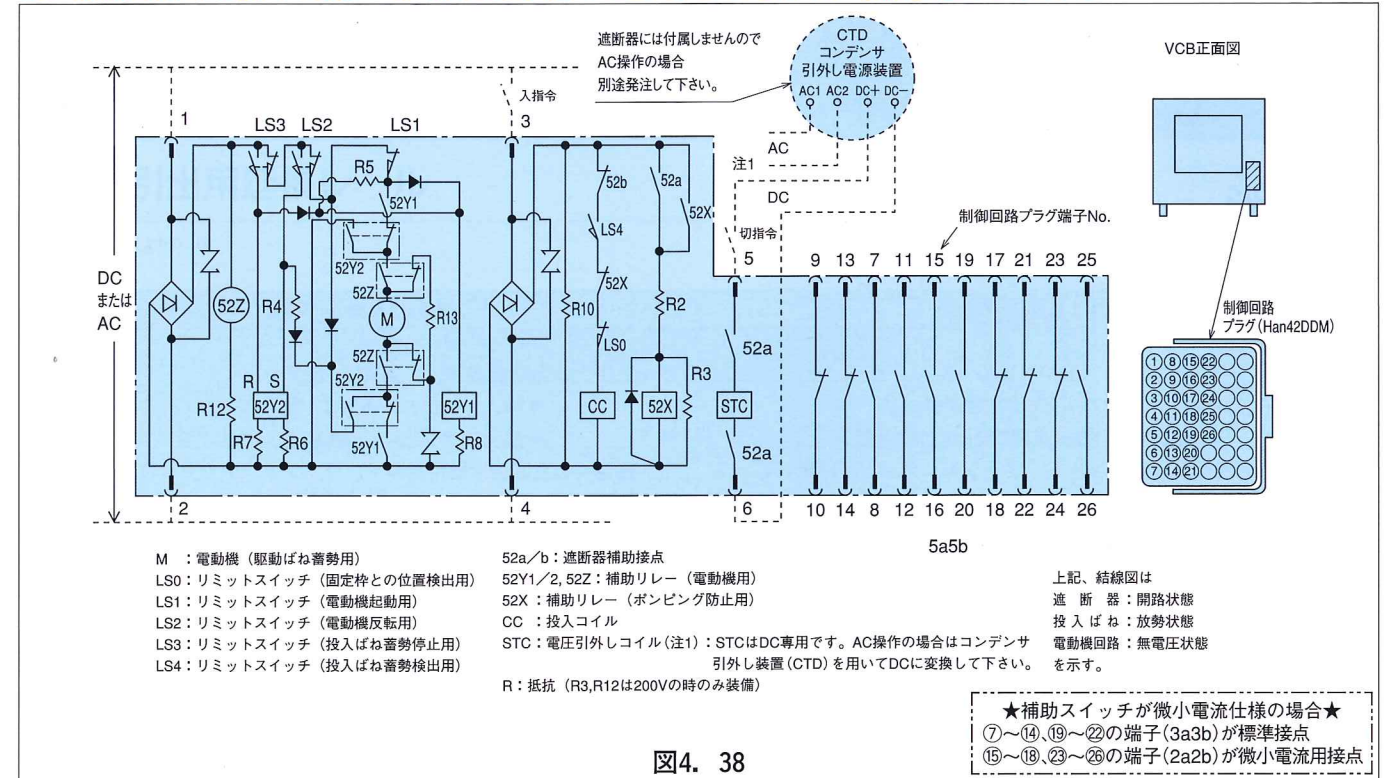 遮断器には付属しませんので
AC操作の場合
別途発注して下さい。
CTD
コンデンサ
引外し電源装置
AC1 AC2 DC+ DC−
VCB正面図
入指令
1
LS3 LS2
LS1
3
AC
注1
DC
R5
52Y1
52b
52a
52X
LS4
切指令
制御回路プラグ端子No.
52Y2
5
9 13 7 11 15 19 17 21 23 25
DC
または
AC
52Z
R4
52Z
52X
R2
R10
M
R13
制御回路
プラグ(Han42DDM)
LS0
52a
52Z
R3
R S
52Y2
R12
52Y2
52Y1
CC
52X
STC
R7
R6
52Y1
R8
52a
①⑧⑮㉒
②⑨⑯㉓
③⑩⑰㉔
④⑪⑱㉕
⑤⑫⑲㉖
⑥⑬⑳
⑦⑭㉑
2
4
6
10 14 8 12 16 20 18 22 24 26
5a5b
M :電動機(駆動ばね蓄勢用)
LS0:リミットスイッチ(固定枠との位置検出用)
LS1:リミットスイッチ(電動機起動用)
LS2:リミットスイッチ(電動機反転用)
LS3:リミットスイッチ(投入ばね蓄勢停止用)
LS4:リミットスイッチ(投入ばね蓄勢検出用)
52a/b:遮断器補助接点
52Y1/2, 52Z:補助リレー(電動機用)
52X:補助リレー(ポンピング防止用)
CC :投入コイル
STC:電圧引外しコイル(注1):STCはDC専用です。AC操作の場合はコンデンサ
引外し装置(CTD)を用いてDCに変換して下さい。
R:抵抗(R3,R12は200Vの時のみ装備)
上記、結線図は
遮断器:開路状態
投入ばね:放勢状態
電動機回路:無電圧状態
を示す。
★補助スイッチが微小電流仕様の場合★
⑦〜⑭、⑲〜㉒の端子(3a3b)が標準接点
⑮〜⑱、㉓〜㉖の端子(2a2b)が微小電流用接点
図4. 38